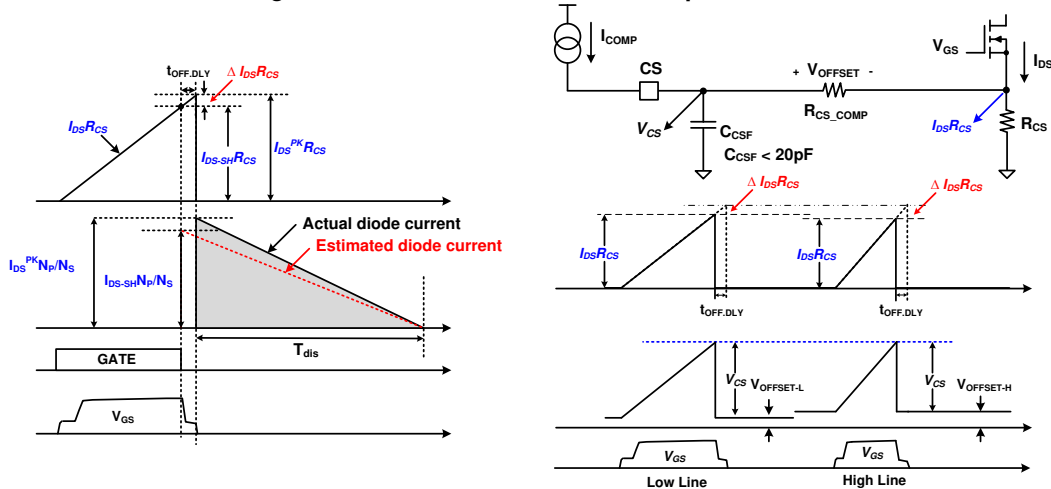 tOFF.DLY
Δ IDSRCS
IDSRCS
IDS-SHRCS
IDSPKRCS
Actual diode current
Estimated diode current
IDSPKNP/NS
IDS-SHNP/NS
Tdis
GATE
VGS
ICOMP
VGS
IDS
CS
+ VOFFSET -
RCS_COMP
VCS
CCSF
CCSF < 20pF
IDSRCS
RCS
Δ IDSRCS
Δ IDSRCS
IDSRCS
IDSRCS
tOFF.DLY
tOFF.DLY
VCS
VOFFSET-L
VCS
VOFFSET-H
VGS
VGS
Low Line
High Line